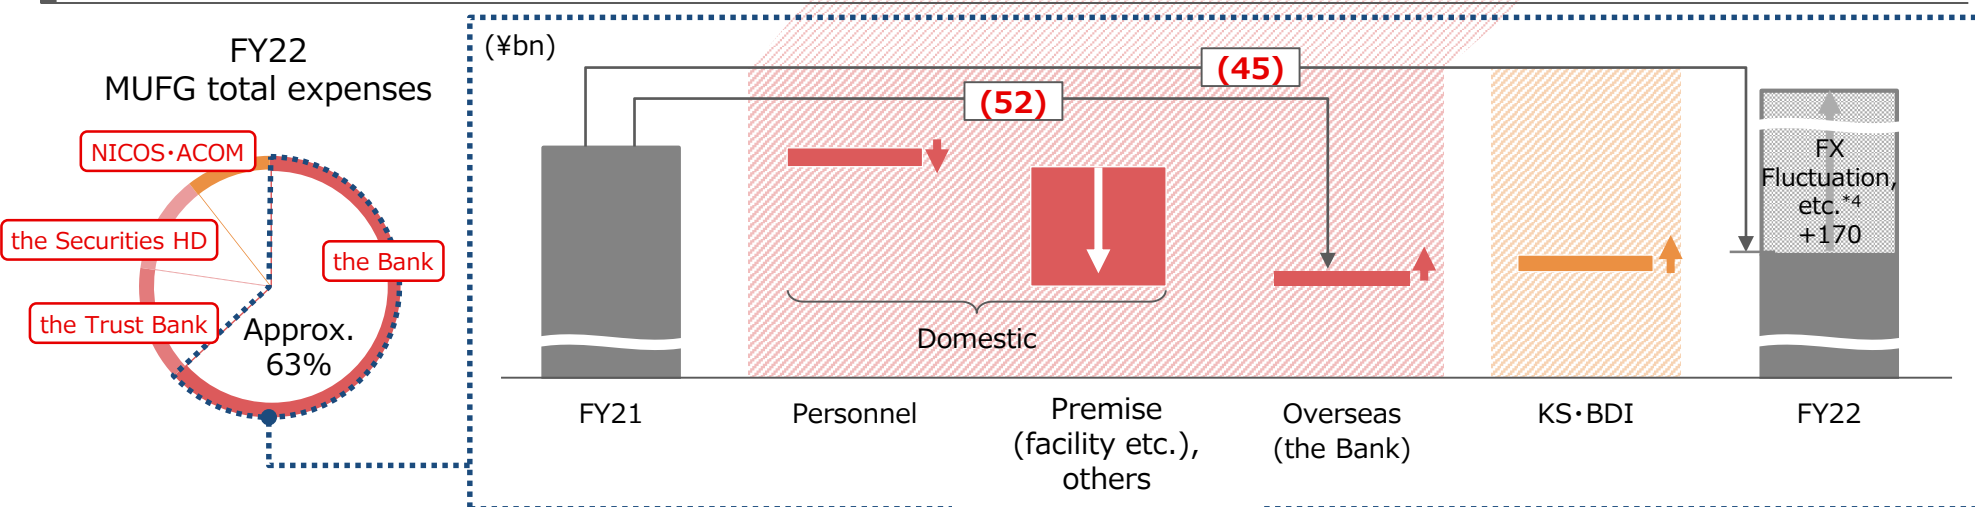 FY22
MUFG total expenses
NICOS・ACOM
the Securities HD
the Bank
the Trust Bank
Approx.
63%
(¥bn)
(45)
(52)
FX
Fluctuation,
etc.*4
+170
Domestic
FY21
Personnel
Premise
(facility etc.),
others
Overseas
(the Bank)
KS・BDI
FY22